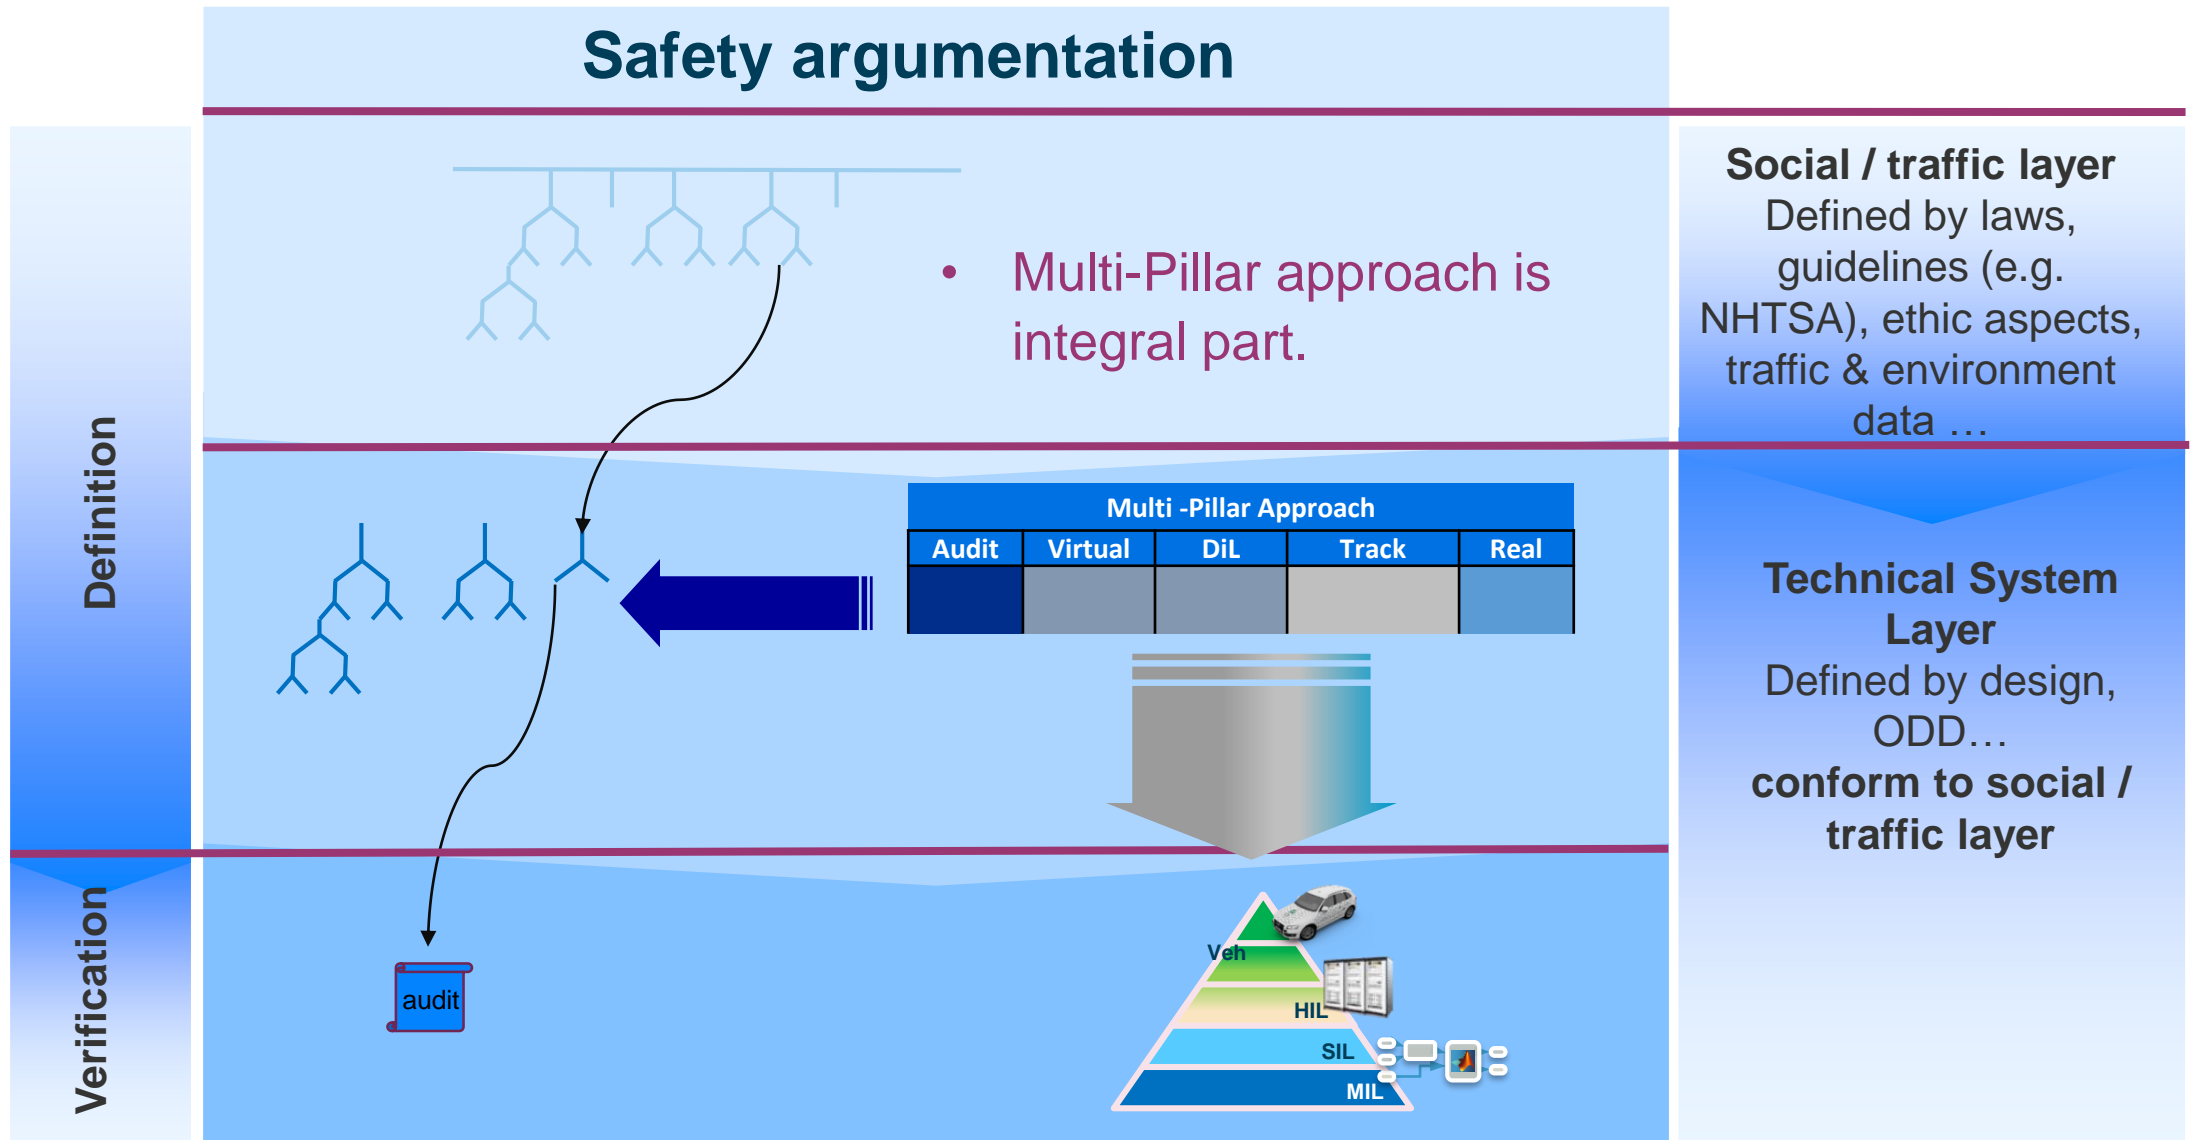 Safety argumentation
Definition
Verification
• Multi-Pillar approach is
integral part.
Social / traffic layer
Defined by laws,
guidelines (e.g.
NHTSA), ethic aspects,
traffic & environment
data …
Multi -Pillar Approach
Audit Virtual DiL Track Real
Technical System
Layer
Defined by design,
ODD…
conform to social /
traffic layer
audit
Veh
HIL
SIL
MIL